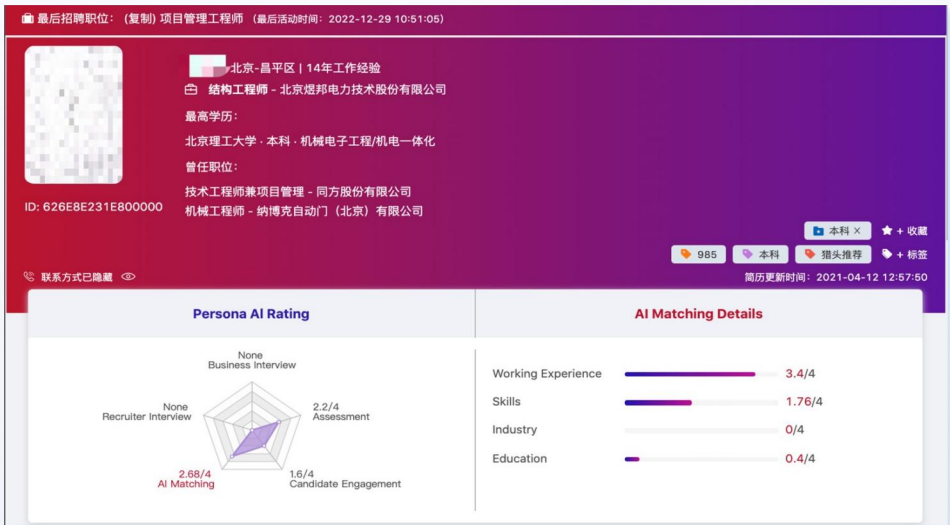 最后招聘职位： (复制) 项目管理工程师 （最后活动时间：2022-12-29 10:51:05）
北京-昌平区 | 14年工作经验
结构工程师 - 北京煜邦电力技术股份有限公司
最高学历：
北京理工大学 · 本科 · 机械电子工程/机电一体化
曾任职位：
技术工程师兼项目管理 - 同方股份有限公司
机械工程师 - 纳博克自动门（北京）有限公司
ID: 626E8E231E800000
本科 × + 收藏
985 本科 猎头推荐 + 标签
联系方式已隐藏
简历更新时间：2021-04-12 12:57:50
Persona AI Rating
None
Business Interview
None
Recruiter Interview
2.2/4
Assessment
2.68/4
AI Matching
1.6/4
Candidate Engagement
AI Matching Details
Working Experience 3.4/4
Skills 1.76/4
Industry 0/4
Education 0.4/4